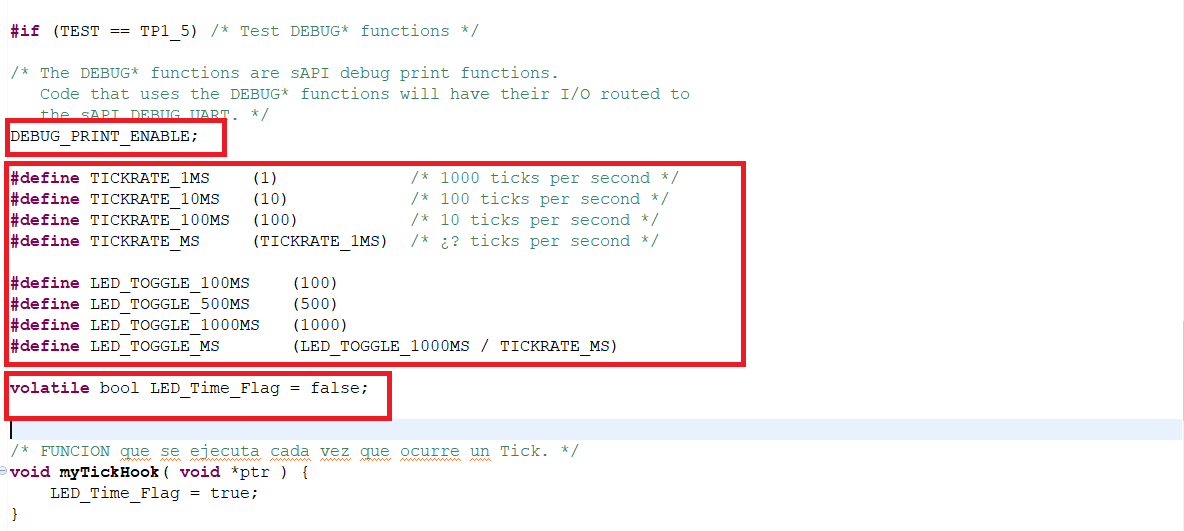 #if (TEST == TP1_5) /* Test DEBUG* functions */
/* The DEBUG* functions are sAPI debug print functions.
Code that uses the DEBUG* functions will have their I/O routed to
the sAPI DEBUG UART. */
DEBUG_PRINT_ENABLE;
#define TICKRATE_1MS (1) /* 1000 ticks per second */
#define TICKRATE_10MS (10) /* 100 ticks per second */
#define TICKRATE_100MS (100) /* 10 ticks per second */
#define TICKRATE_MS (TICKRATE_1MS) /* ¿? ticks per second */
#define LED_TOGGLE_100MS (100)
#define LED_TOGGLE_500MS (500)
#define LED_TOGGLE_1000MS (1000)
#define LED_TOGGLE_MS (LED_TOGGLE_1000MS / TICKRATE_MS)
volatile bool LED_Time_Flag = false;
/* FUNCION que se ejecuta cada vez que ocurre un Tick. */
void myTickHook( void *ptr ) {
LED_Time_Flag = true;
}